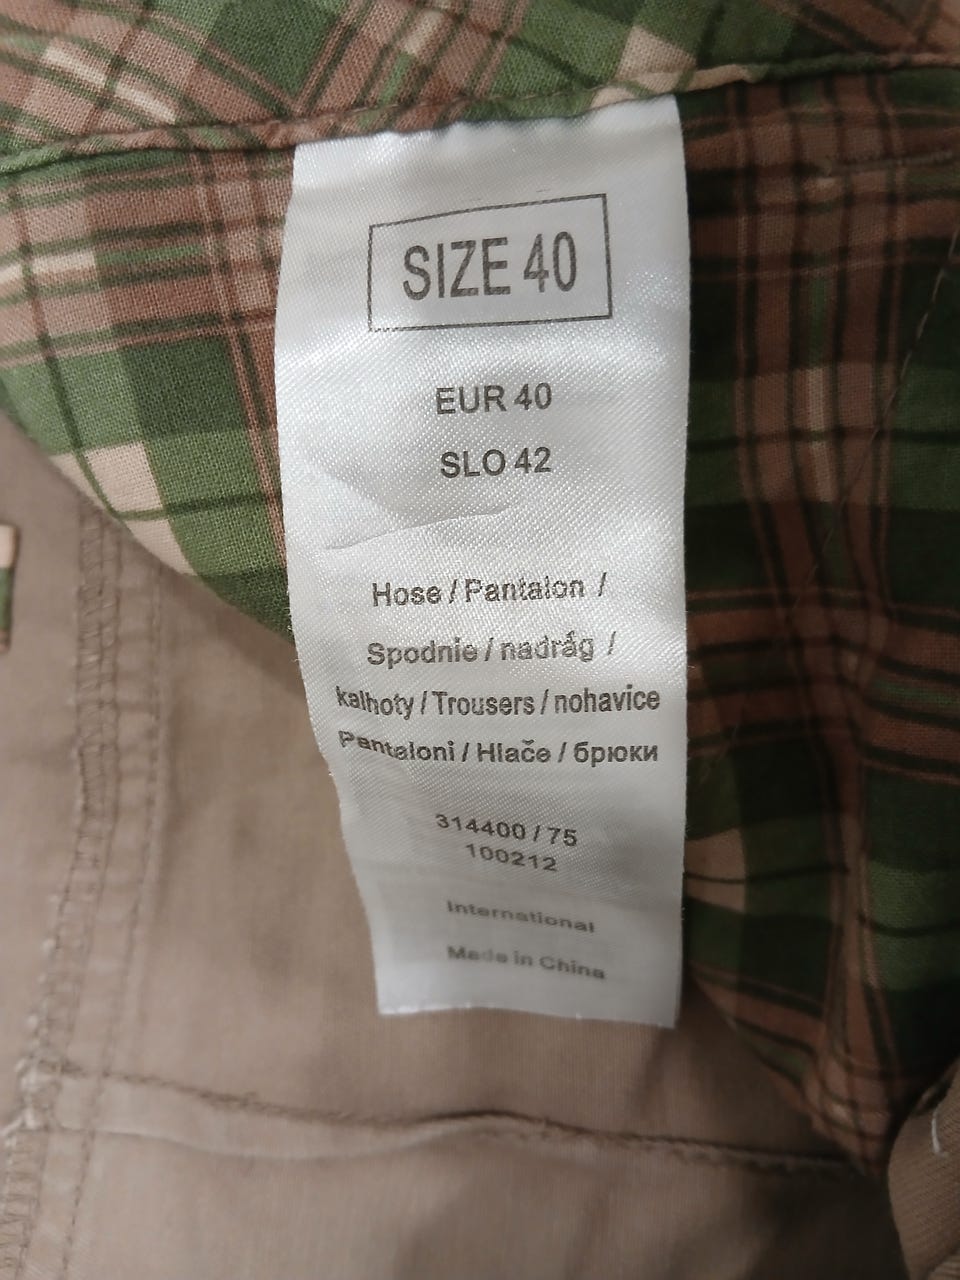 SIZE 40
EUR 40
SLO 42
Hose / Pantalon /
Spodnie / nadrág /
kalhoty / Trousers / nohavice
Pantaloni / Hlače / брюки
314400 / 75
100212
International
Made in China